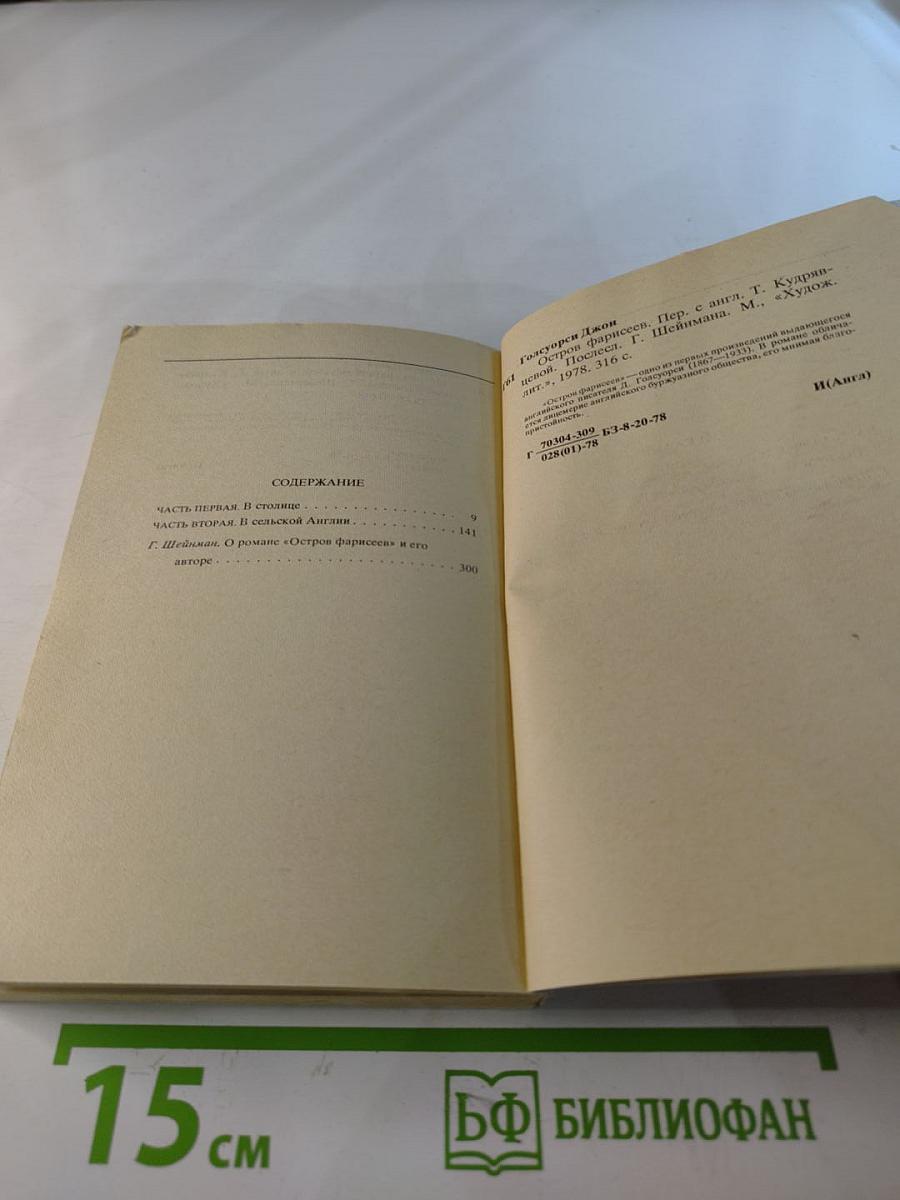 СОДЕРЖАНИЕ
ЧАСТЬ ПЕРВАЯ. В столице . . . . . . . . . . . . . . . . 9
ЧАСТЬ ВТОРАЯ. В сельской Англии . . . . . . . . . . . 141
Г. Шейнман. О романе «Остров фарисеев» и его
авторе . . . . . . . . . . . . . . . . . . . . . . . . 300
Голсуорси Джон
Г61 Остров фарисеев. Пер. с англ. Т. Кудряв-
цевой. Послесл. Г. Шейнмана. М., «Худож.
лит.», 1978. 316 с.
«Остров фарисеев» — одно из первых произведений выдающегося
английского писателя Д. Голсуорси (1867—1933). В романе облича-
ется лицемерие английского буржуазного общества, его мнимая благо-
пристойность.
Г 70304-309 БЗ-8-20-78
028(01)-78
И(Англ)
15 см
БФ БИБЛИОФАН